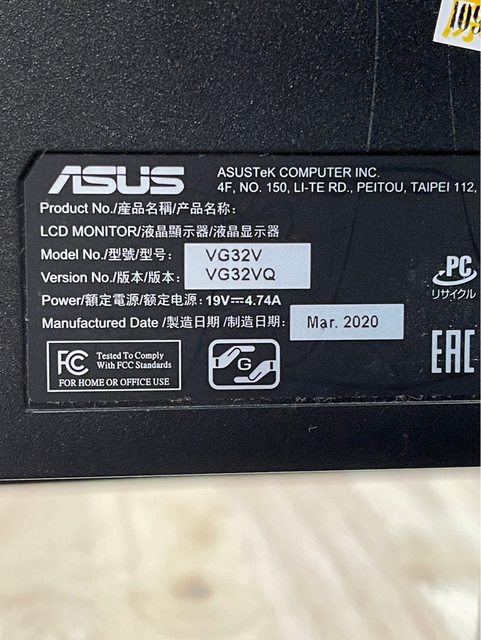 109
ASUS
ASUSTeK COMPUTER INC.
4F, NO. 150, LI-TE RD., PEITOU, TAIPEI 112,
Product No./產品名稱/产品名称:
LCD MONITOR/液晶顯示器/液晶显示器
Model No./型號/型号: VG32V
Version No./版本/版本: VG32VQ
Power/額定電源/额定电源: 19V⎓4.74A
Manufactured Date /製造日期 /制造日期: Mar. 2020
PC
リサイクル
FC Tested To Comply
With FCC Standards
FOR HOME OR OFFICE USE
G
EAC